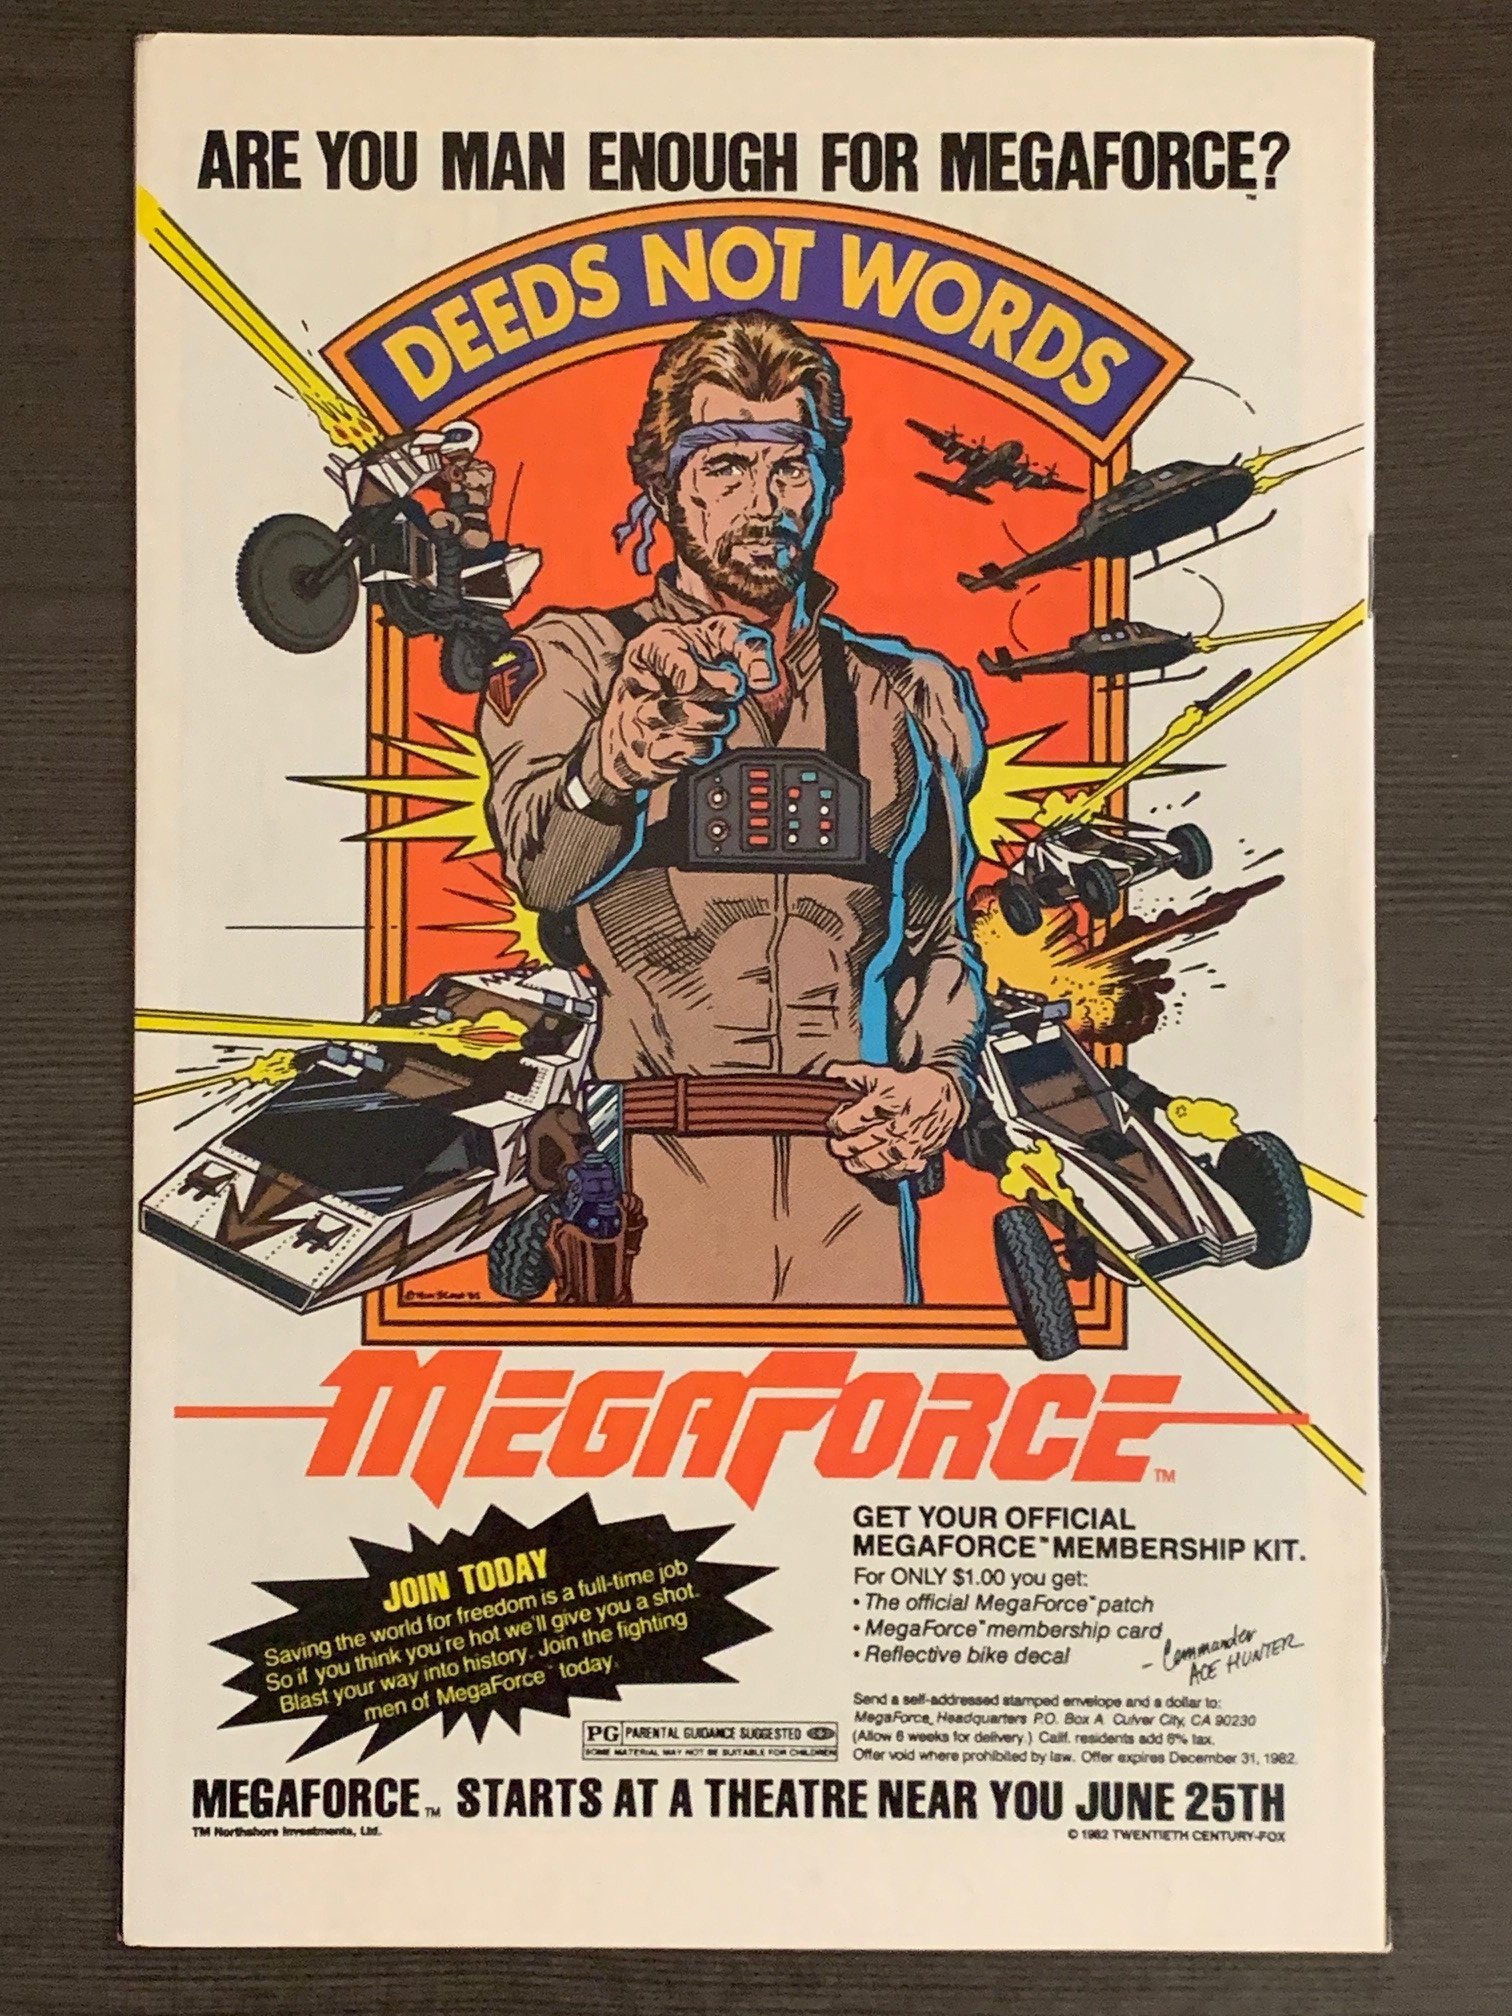 ARE YOU MAN ENOUGH FOR MEGAFORCE?
TM
DEEDS NOT WORDS
MEGAFORCE TM
JOIN TODAY
Saving the world for freedom is a full-time job
So if you think you're hot we'll give you a shot.
Blast your way into history. Join the fighting
men of MegaForce™ today.
GET YOUR OFFICIAL
MEGAFORCE™ MEMBERSHIP KIT.
For ONLY $1.00 you get:
• The official MegaForce™ patch
• MegaForce™ membership card
• Reflective bike decal
- Commander
ACE HUNTER
Send a self-addressed stamped envelope and a dollar to:
MegaForce, Headquarters P.O. Box A Culver City, CA 90230
(Allow 6 weeks for delivery.) Calif. residents add 6% tax.
Offer void where prohibited by law. Offer expires December 31, 1982.
PG PARENTAL GUIDANCE SUGGESTED
SOME MATERIAL MAY NOT BE SUITABLE FOR CHILDREN
MEGAFORCE TM STARTS AT A THEATRE NEAR YOU JUNE 25TH
TM Northshore Investments, Ltd.
© 1982 TWENTIETH CENTURY-FOX